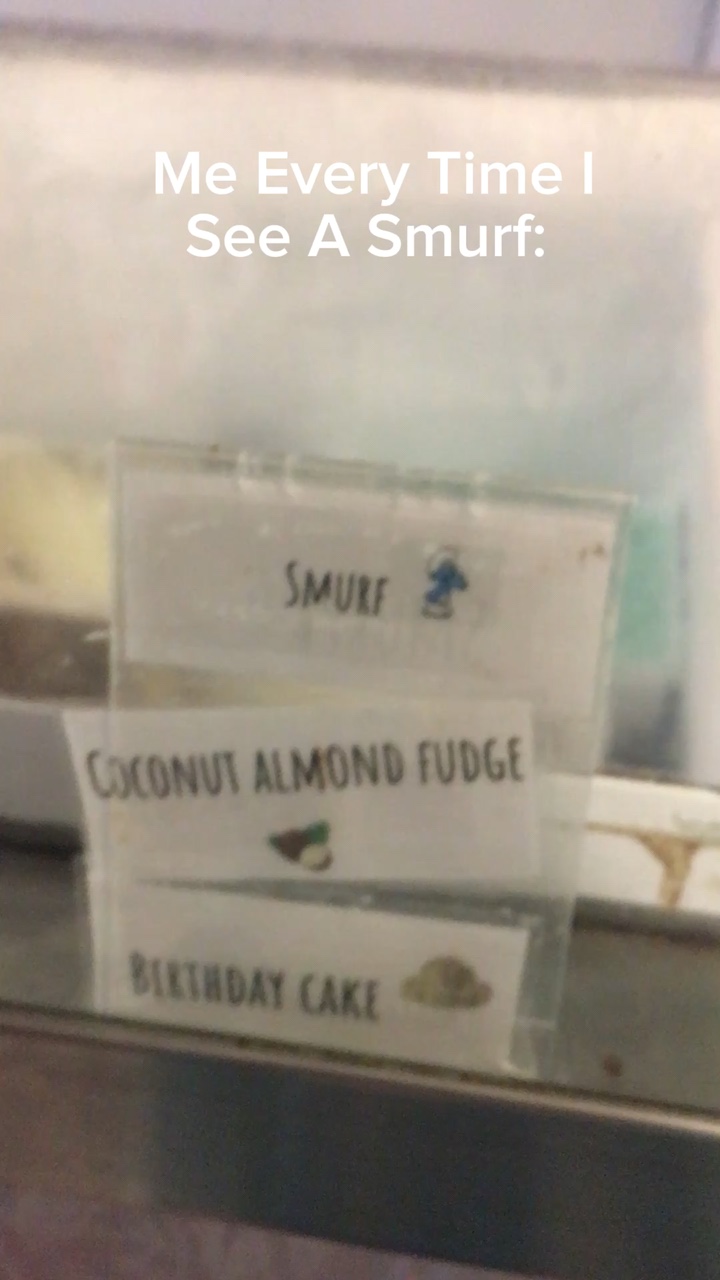 Me Every Time I
See A Smurf:
SMURF
COCONUT ALMOND FUDGE
BIRTHDAY CAKE